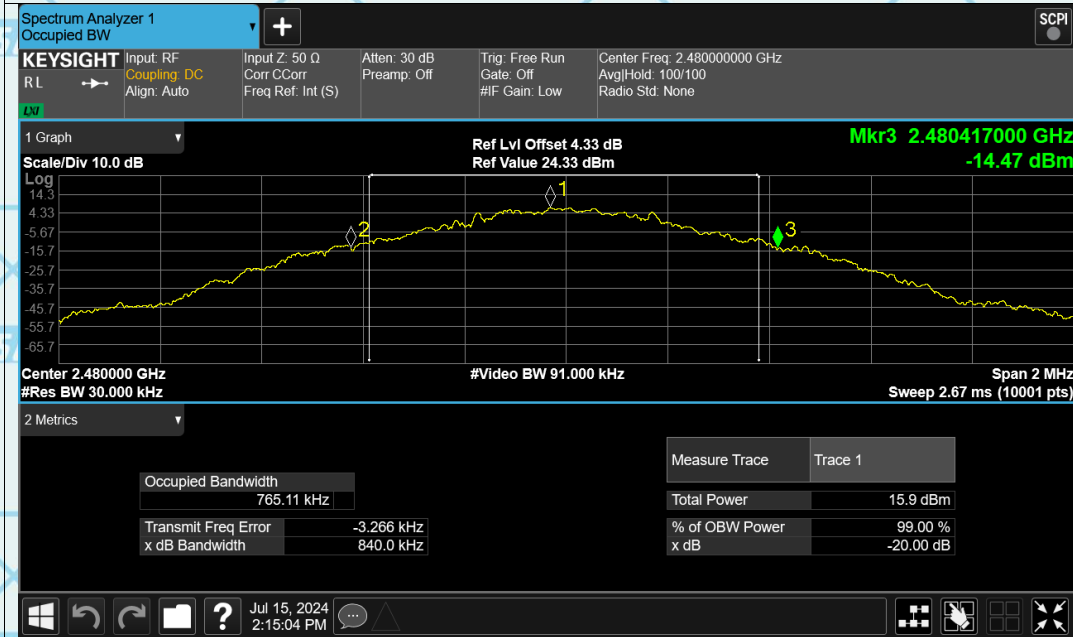 Spectrum Analyzer 1
Occupied BW
+
SCPI
KEYSIGHT
R L
LXI
Input: RF
Coupling: DC
Align: Auto
Input Z: 50 Ω
Corr CCorr
Freq Ref: Int (S)
Atten: 30 dB
Preamp: Off
Trig: Free Run
Gate: Off
#IF Gain: Low
Center Freq: 2.480000000 GHz
Avg|Hold: 100/100
Radio Std: None
1 Graph
Scale/Div 10.0 dB
Ref Lvl Offset 4.33 dB
Ref Value 24.33 dBm
Mkr3 2.480417000 GHz
-14.47 dBm
Log
14.3
4.33
-5.67
-15.7
-25.7
-35.7
-45.7
-55.7
-65.7
1
2
3
Center 2.480000 GHz
#Video BW 91.000 kHz
Span 2 MHz
#Res BW 30.000 kHz
Sweep 2.67 ms (10001 pts)
2 Metrics
Occupied Bandwidth
765.11 kHz
Transmit Freq Error -3.266 kHz
x dB Bandwidth 840.0 kHz
Measure Trace Trace 1
Total Power 15.9 dBm
% of OBW Power 99.00 %
x dB -20.00 dB
?
Jul 15, 2024
2:15:04 PM